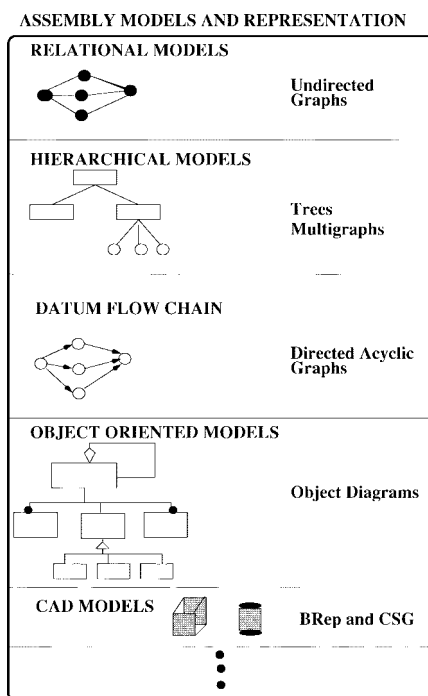 ASSEMBLY MODELS AND REPRESENTATION
RELATIONAL MODELS
Undirected
Graphs
HIERARCHICAL MODELS
Trees
Multigraphs
DATUM FLOW CHAIN
Directed Acyclic
Graphs
OBJECT ORIENTED MODELS
Object Diagrams
CAD MODELS
BRep and CSG